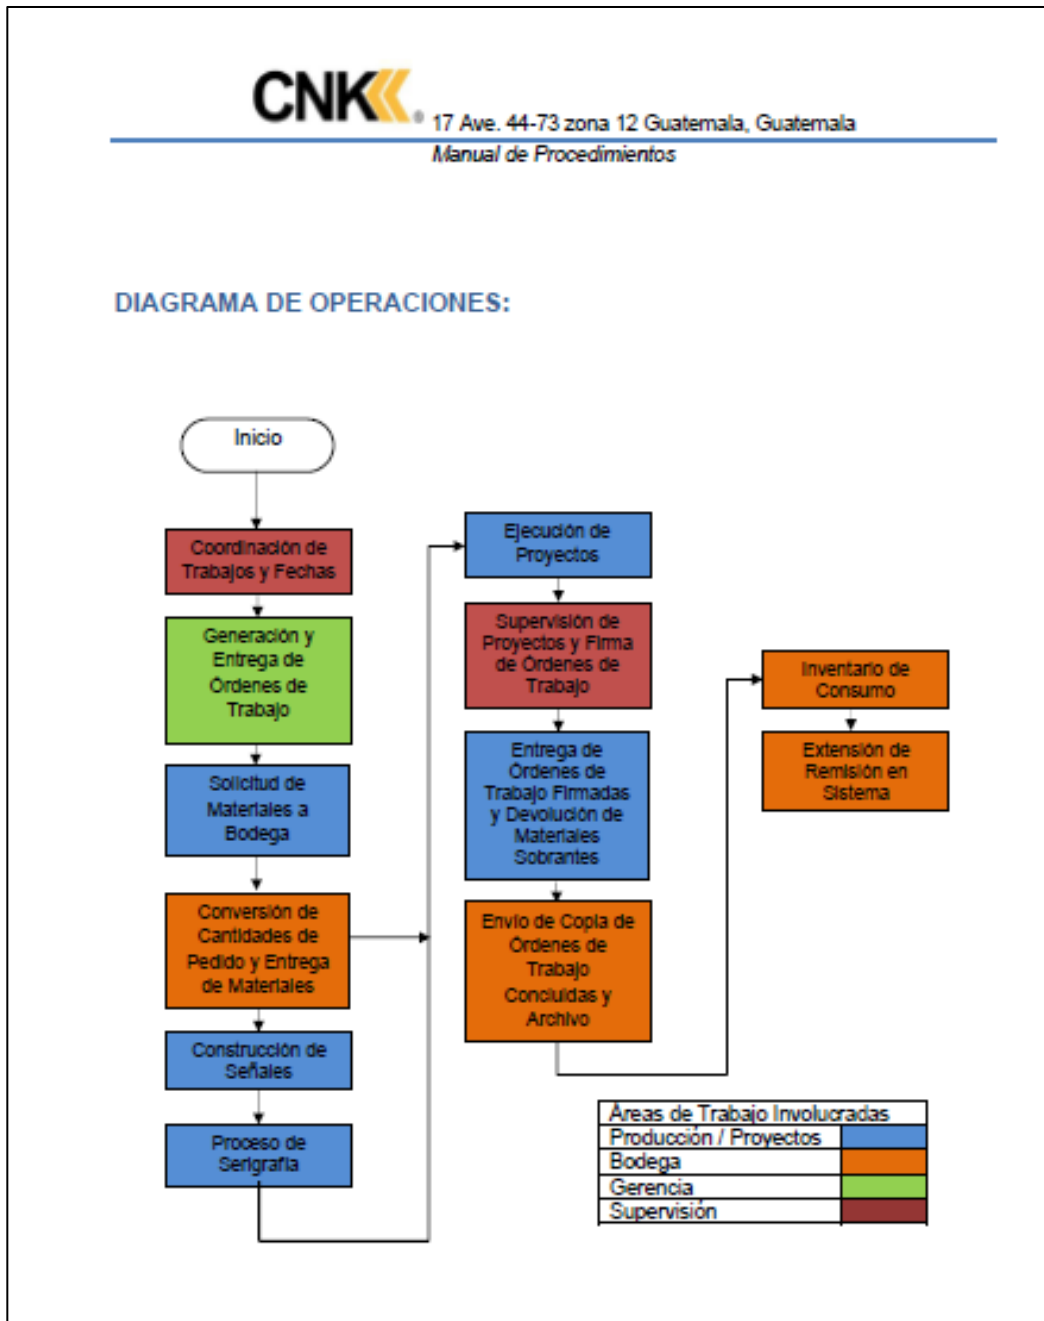 CNK
17 Ave. 44-73 zona 12 Guatemala, Guatemala
Manual de Procedimientos
DIAGRAMA DE OPERACIONES:
Inicio
Coordinación de
Trabajos y Fechas
Generación y
Entrega de
Órdenes de
Trabajo
Solicitud de
Materiales a
Bodega
Conversión de
Cantidades de
Pedido y Entrega
de Materiales
Construcción de
Señales
Proceso de
Serigrafía
Ejecución de
Proyectos
Supervisión de
Proyectos y Firma
de Órdenes de
Trabajo
Entrega de
Órdenes de
Trabajo Firmadas
y Devolución de
Materiales
Sobrantes
Envío de Copia de
Órdenes de
Trabajo
Concluidas y
Archivo
Inventario de
Consumo
Extensión de
Remisión en
Sistema
Áreas de Trabajo Involucradas
Producción / Proyectos
Bodega
Gerencia
Supervisión